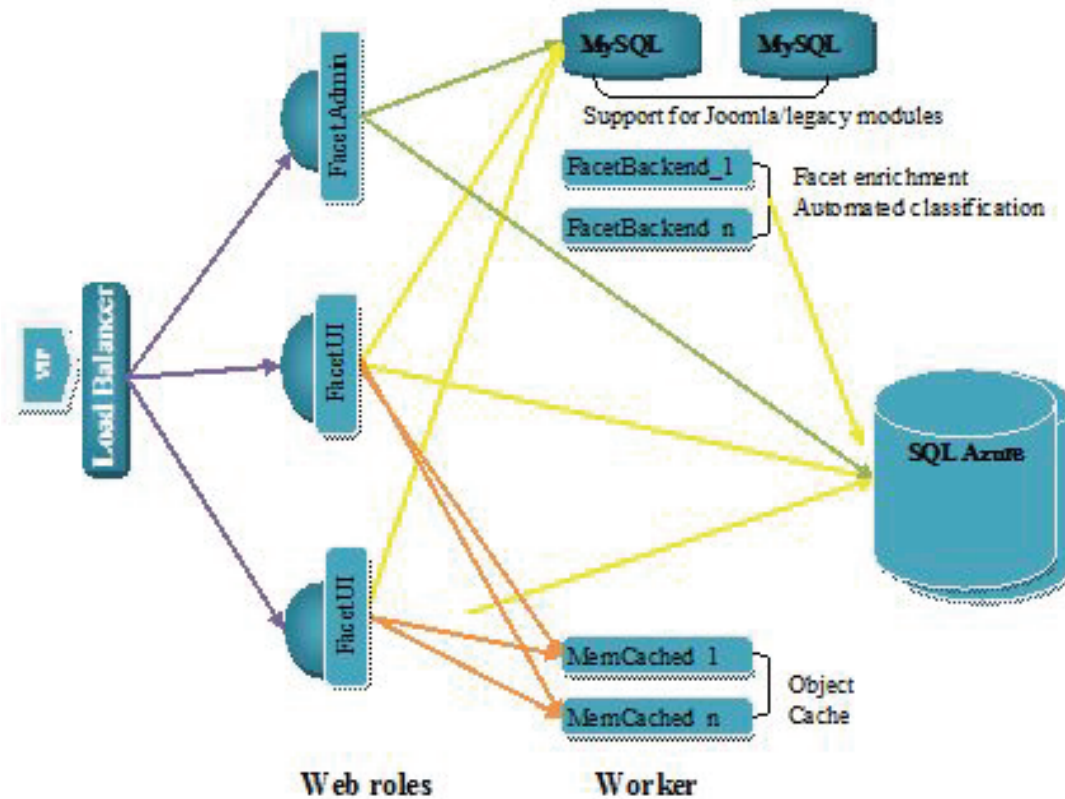 MySQL
MySQL
Support for Joomla/legacy modules
FacetAdmin
FacetBackend_1
FacetBackend_n
Facet enrichment
Automated classification
VIP
Load Balancer
FacetUI
SQL Azure
FacetUI
MemCached_1
MemCached_n
Object
Cache
Web roles
Worker